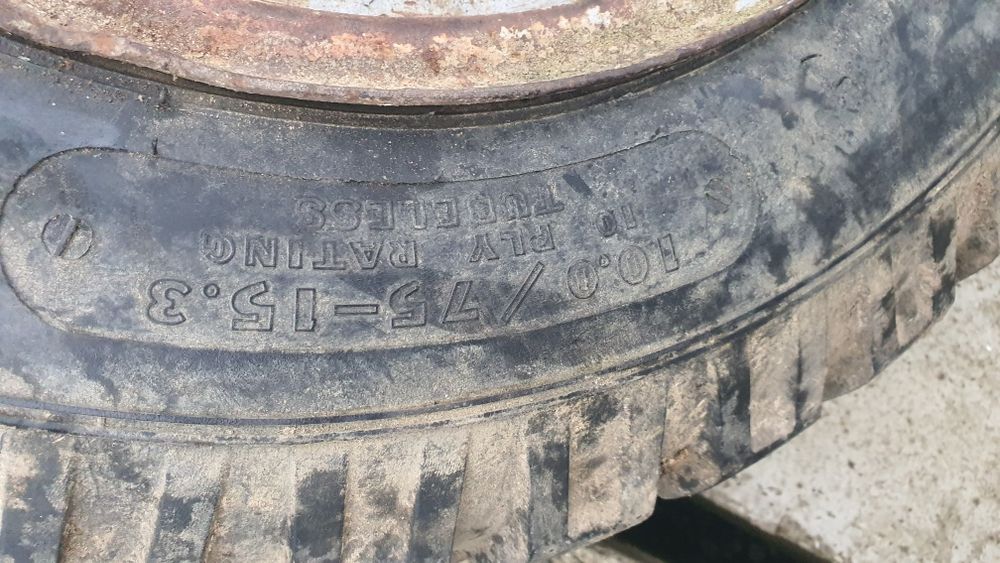 10.0/75-15.3
10 PLY RATING
TUBELESS